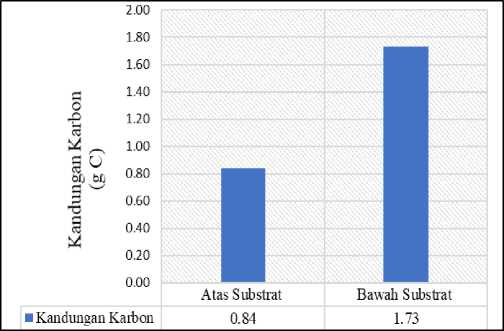 Kandungan Karbon
(g C)
2.00
1.80
1.60
1.40
1.20
1.00
0.80
0.60
0.40
0.20
0.00
Atas Substrat Bawah Substrat
Kandungan Karbon 0.84 1.73